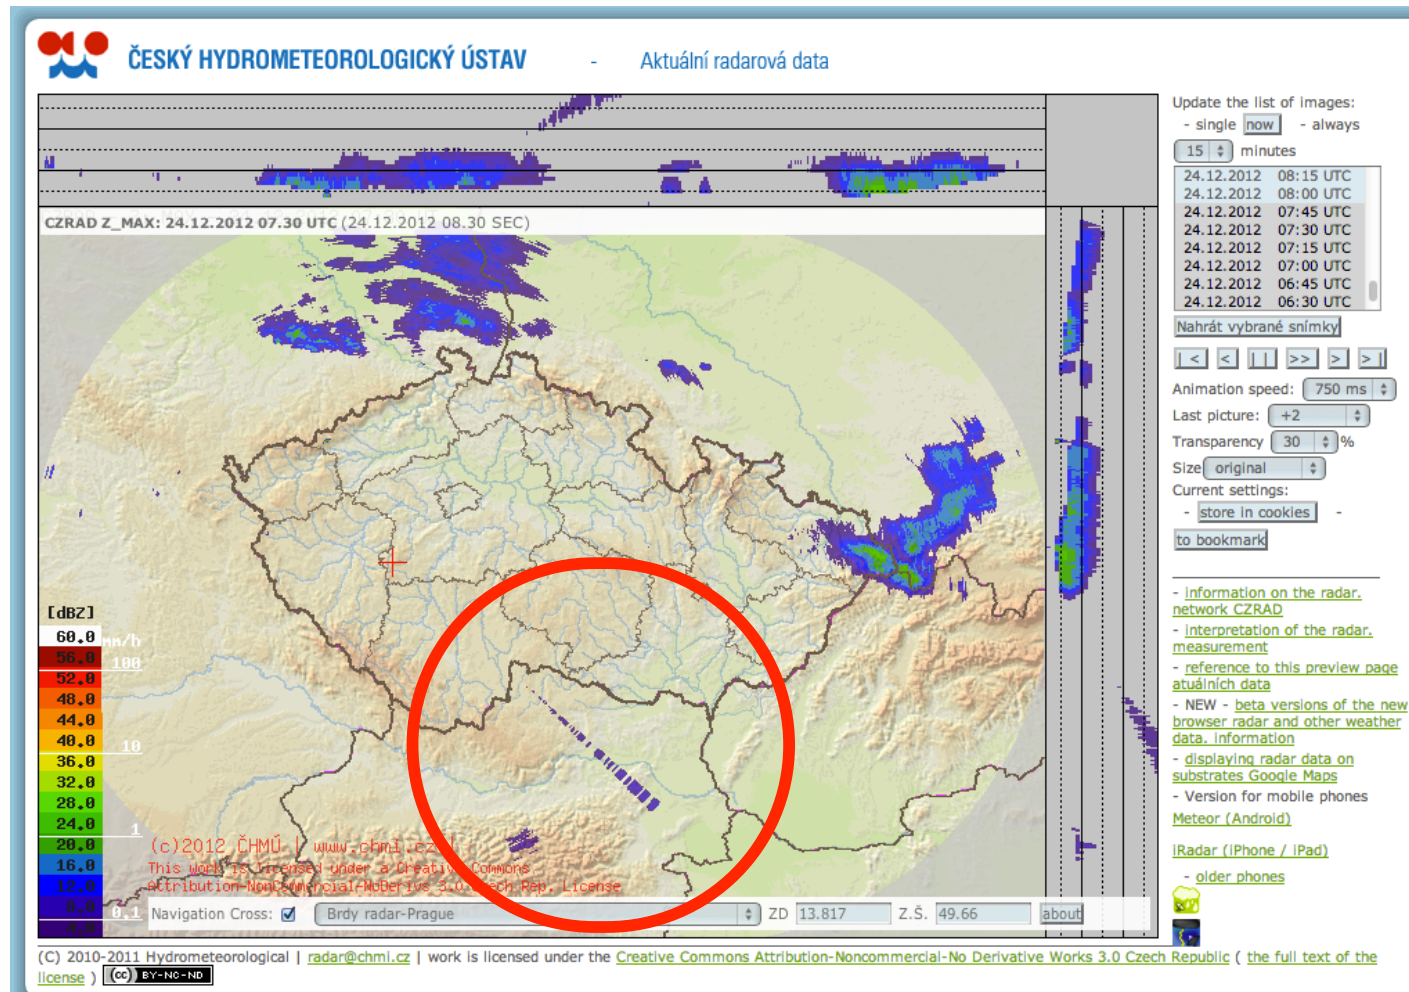 ČESKÝ HYDROMETEOROLOGICKÝ ÚSTAV - Aktuální radarová data
Update the list of images:
- single now - always
15 minutes
24.12.2012 08:15 UTC
24.12.2012 08:00 UTC
24.12.2012 07:45 UTC
24.12.2012 07:30 UTC
24.12.2012 07:15 UTC
24.12.2012 07:00 UTC
24.12.2012 06:45 UTC
24.12.2012 06:30 UTC
Nahrát vybrané snímky
|< < || >> > >|
Animation speed: 750 ms
Last picture: +2
Transparency 30 %
Size original
Current settings:
- store in cookies -
to bookmark
- information on the radar.
network CZRAD
- interpretation of the radar.
measurement
- reference to this preview page
atuálních data
- NEW - beta versions of the new
browser radar and other weather
data. information
- displaying radar data on
substrates Google Maps
- Version for mobile phones
Meteor (Android)
iRadar (iPhone / iPad)
- older phones
CZRAD Z_MAX: 24.12.2012 07.30 UTC (24.12.2012 08.30 SEC)
[dBZ]
60.0 mm/h
56.0 100
52.0
48.0
44.0
40.0 10
36.0
32.0
28.0
24.0 1
20.0
16.0
12.0
8.0 0.1
4.0
(c)2012 ČHMÚ | www.chmi.cz |
This work is licensed under a Creative Commons
Attribution-NonCommercial-NoDerivs 3.0 Czech Rep. License
Navigation Cross: Brdy radar-Prague ZD 13.817 Z.Š. 49.66 about
(C) 2010-2011 Hydrometeorological | radar@chmi.cz | work is licensed under the Creative Commons Attribution-Noncommercial-No Derivative Works 3.0 Czech Republic ( the full text of the
license ) (cc) BY-NC-ND